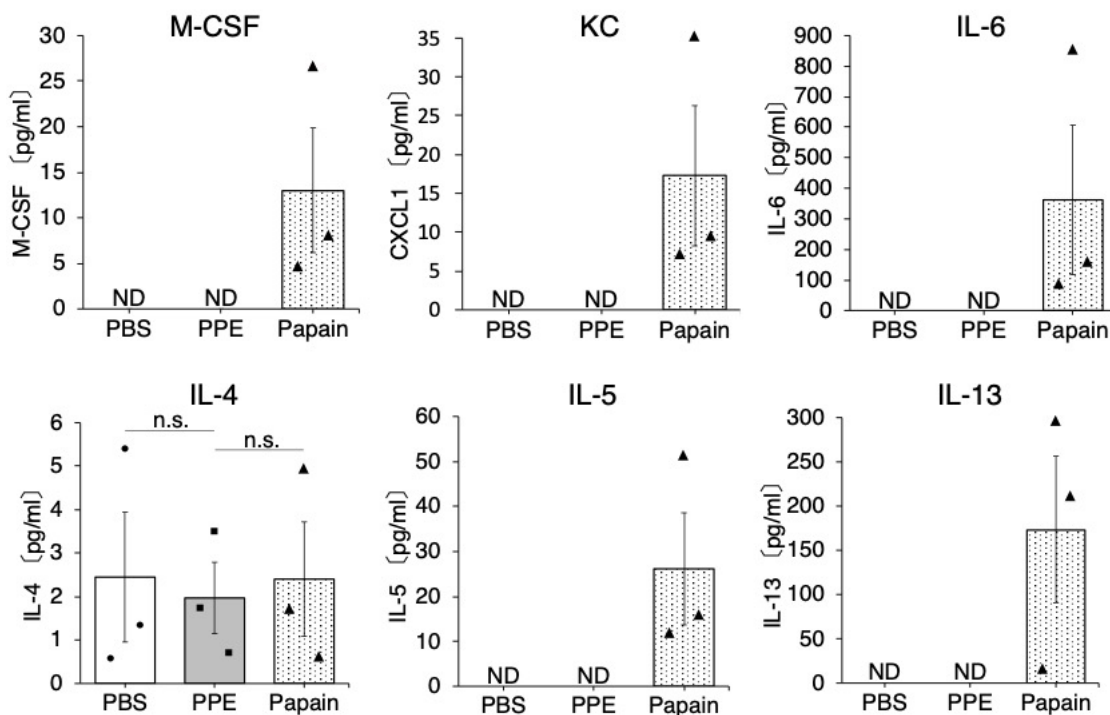 M-CSF
M-CSF〔pg/ml〕
30
25
20
15
10
5
0
ND
ND
PBS
PPE
Papain
KC
CXCL1〔pg/ml〕
35
30
25
20
15
10
5
0
ND
ND
PBS
PPE
Papain
IL-6
IL-6〔pg/ml〕
900
800
700
600
500
400
300
200
100
0
ND
ND
PBS
PPE
Papain
IL-4
IL-4〔pg/ml〕
6
5
4
3
2
1
0
n.s.
n.s.
PBS
PPE
Papain
IL-5
IL-5〔pg/ml〕
60
50
40
30
20
10
0
ND
ND
PBS
PPE
Papain
IL-13
IL-13〔pg/ml〕
300
250
200
150
100
50
0
ND
ND
PBS
PPE
Papain